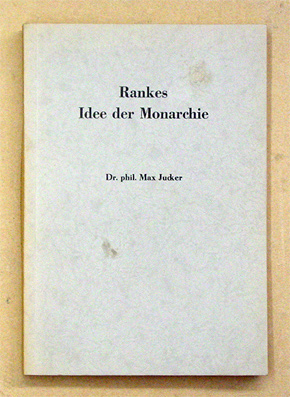 Rankes
Idee der Monarchie
Dr. phil. Max Jucker